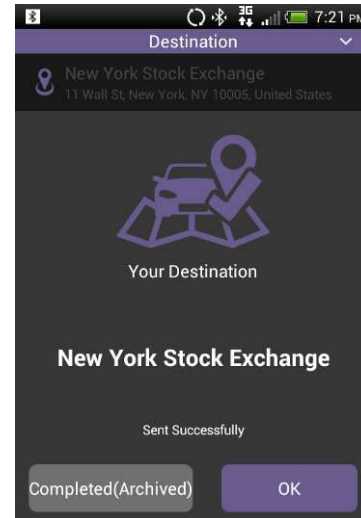 3G 7:21 PM
Destination
New York Stock Exchange
11 Wall St, New York, NY 10005, United States
Your Destination
New York Stock Exchange
Sent Successfully
Completed(Archived) OK